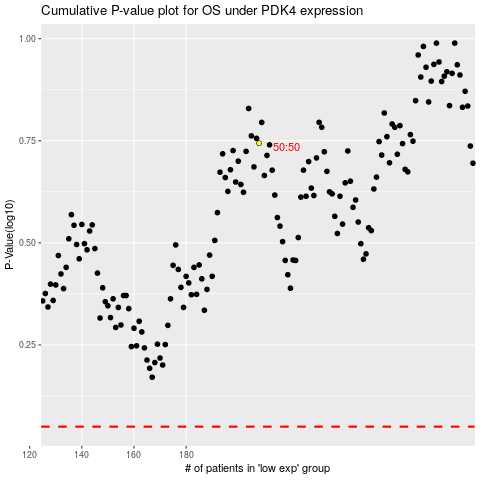 Cumulative P-value plot for OS under PDK4 expression
1.00
0.75
0.50
0.25
P-Value(log10)
50:50
120 140 160 180
# of patients in 'low exp' group